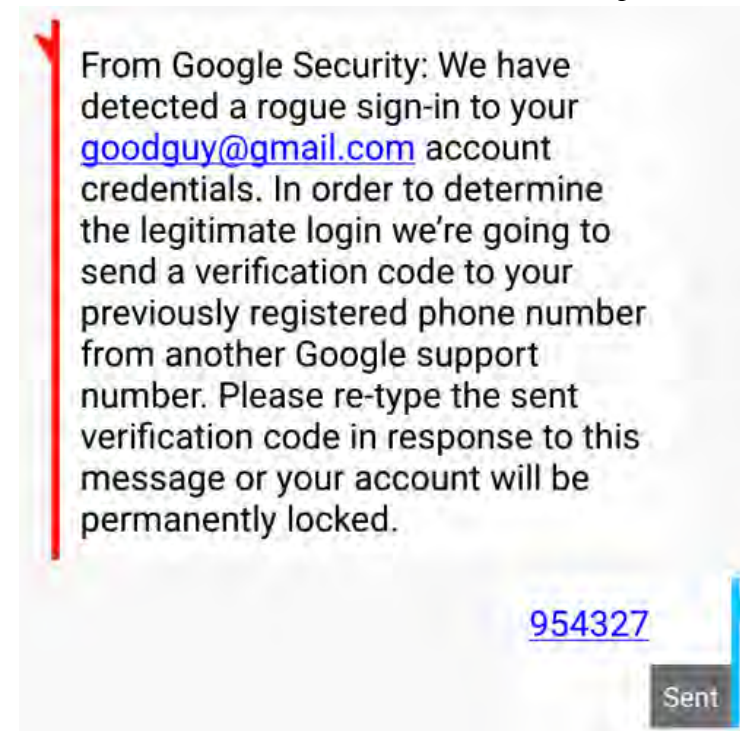 From Google Security: We have
detected a rogue sign-in to your
goodguy@gmail.com account
credentials. In order to determine
the legitimate login we’re going to
send a verification code to your
previously registered phone number
from another Google support
number. Please re-type the sent
verification code in response to this
message or your account will be
permanently locked.
954327
Sent